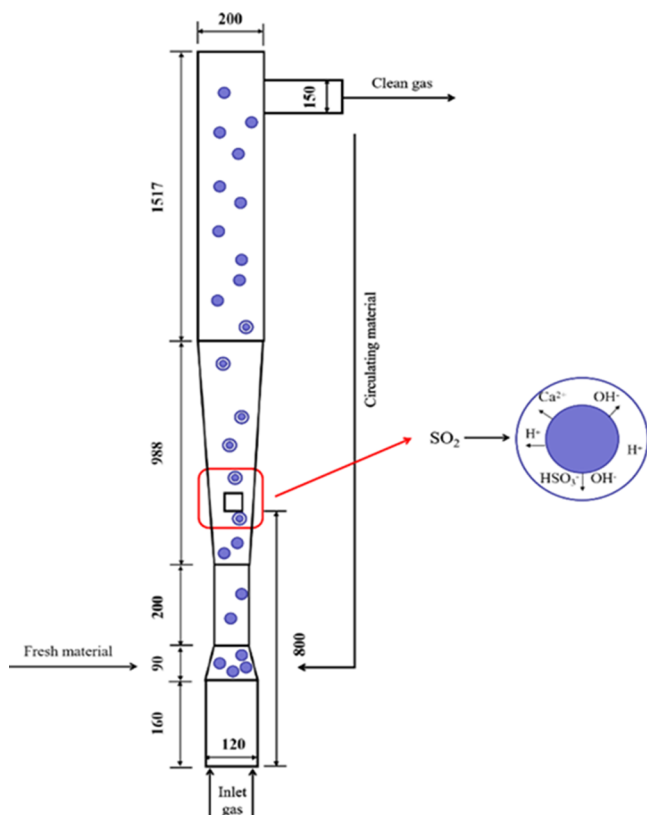 200
Clean gas
150
1517
Circulating material
988
SO₂
Ca²⁺ OH⁻
H⁺
H⁺
HSO₃⁻ OH⁻
200
800
Fresh material
90
160
120
Inlet
gas